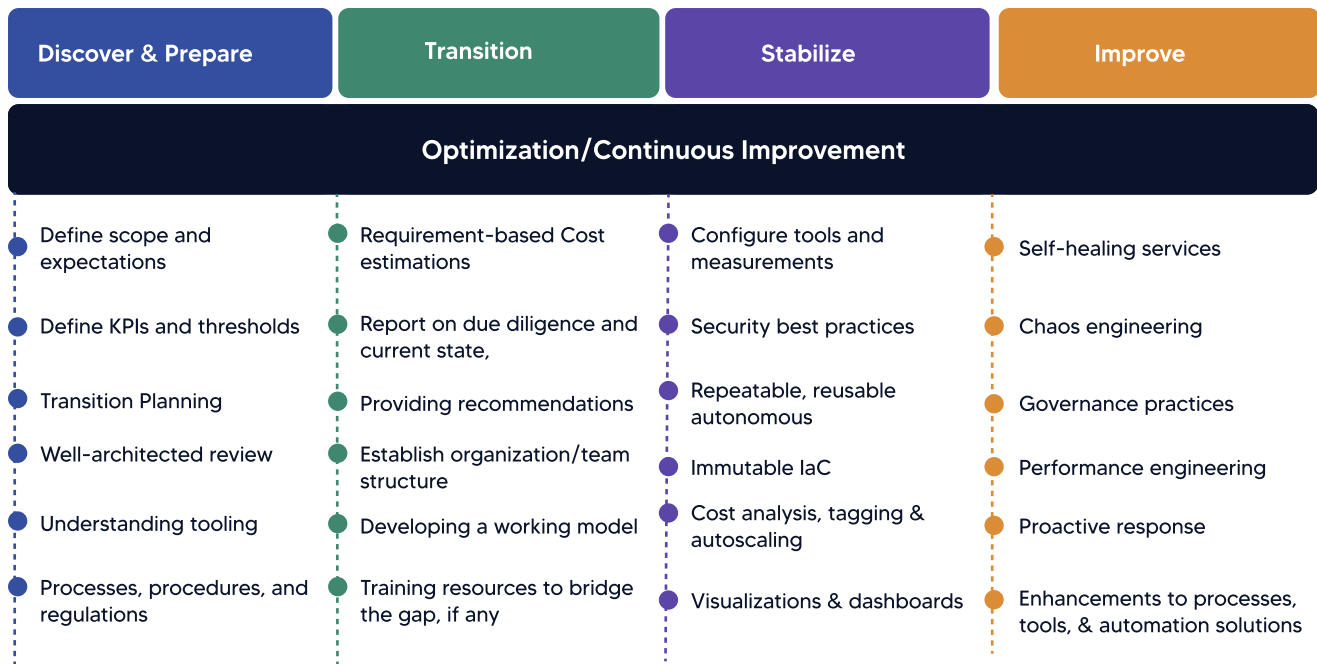 Discover & Prepare
Transition
Stabilize
Improve
Optimization/Continuous Improvement
Define scope and
expectations
Define KPIs and thresholds
Transition Planning
Well-architected review
Understanding tooling
Processes, procedures, and
regulations
Requirement-based Cost
estimations
Report on due diligence and
current state,
Providing recommendations
Establish organization/team
structure
Developing a working model
Training resources to bridge
the gap, if any
Configure tools and
measurements
Security best practices
Repeatable, reusable
autonomous
Immutable IaC
Cost analysis, tagging &
autoscaling
Visualizations & dashboards
Self-healing services
Chaos engineering
Governance practices
Performance engineering
Proactive response
Enhancements to processes,
tools, & automation solutions